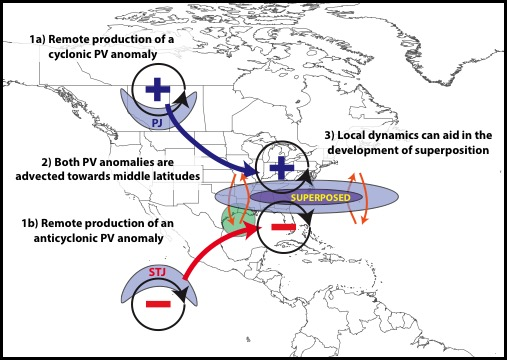 1a) Remote production of a
cyclonic PV anomaly
+
PJ
3) Local dynamics can aid in the
development of superposition
2) Both PV anomalies are
advected towards middle latitudes
+
SUPERPOSED
1b) Remote production of an
anticyclonic PV anomaly
−
STJ
−